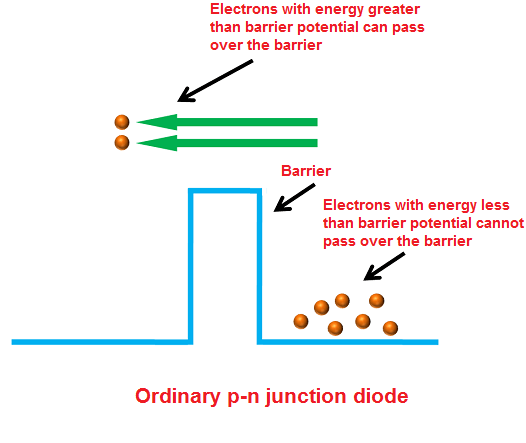 Electrons with energy greater
than barrier potential can pass
over the barrier
Barrier
Electrons with energy less
than barrier potential cannot
pass over the barrier
Ordinary p-n junction diode